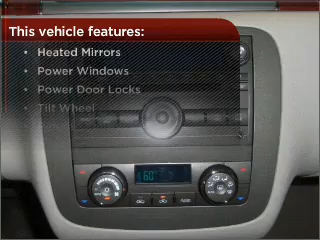 This vehicle features:
• Heated Mirrors
• Power Windows
• Power Door Locks
• Tilt Wheel
60°